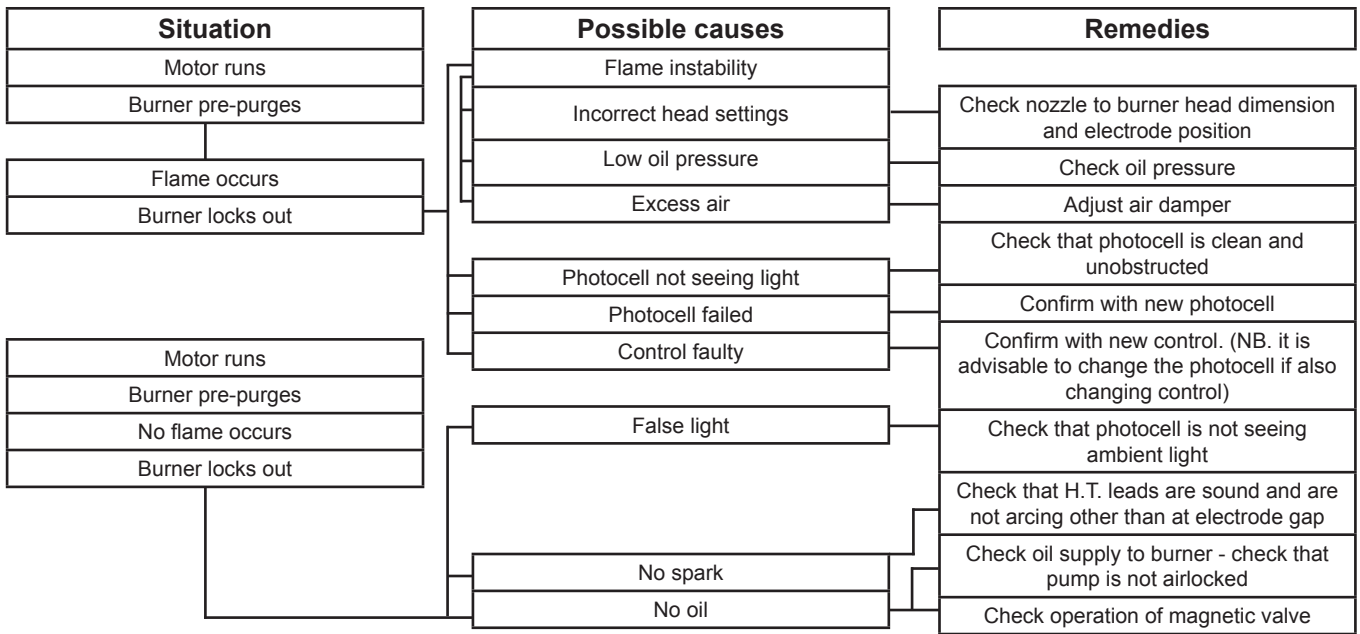 Situation
Motor runs
Burner pre-purges
Flame occurs
Burner locks out
Motor runs
Burner pre-purges
No flame occurs
Burner locks out
Possible causes
Flame instability
Incorrect head settings
Low oil pressure
Excess air
Photocell not seeing light
Photocell failed
Control faulty
False light
No spark
No oil
Remedies
Check nozzle to burner head dimension
and electrode position
Check oil pressure
Adjust air damper
Check that photocell is clean and
unobstructed
Confirm with new photocell
Confirm with new control. (NB. it is
advisable to change the photocell if also
changing control)
Check that photocell is not seeing
ambient light
Check that H.T. leads are sound and are
not arcing other than at electrode gap
Check oil supply to burner - check that
pump is not airlocked
Check operation of magnetic valve